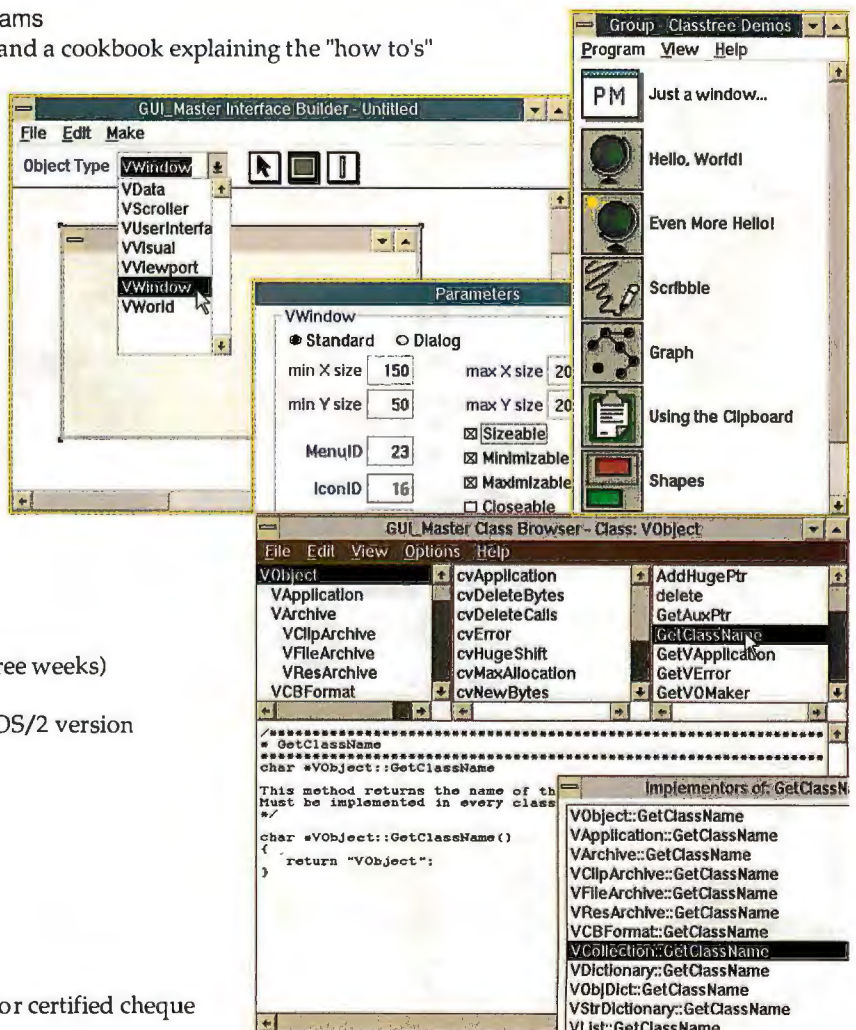 ams
and a cookbook explaining the "how to's"
GUI_Master Interface Builder - Untitled
File Edit Make
Object Type VWindow
VData
VScroller
VUserInterfa
VVisual
VViewport
VWindow
VWorld
Parameters
VWindow
Standard Dialog
min X size 150 max X size 20
min Y size 50 max Y size 20
Sizeable
MenuID 23 Minimizable
IconID 16 Maximizable
Closeable
Group - Classtree Demos
Program View Help
PM Just a window...
Hello, World!
Even More Hello!
Scribble
Graph
Using the Clipboard
Shapes
ree weeks)
OS/2 version
or certified cheque
GUI_Master Class Browser - Class: VObject
File Edit View Options Help
VObject
VApplication
VArchive
VClipArchive
VFileArchive
VResArchive
VCBFormat
cvApplication
cvDeleteBytes
cvDeleteCalls
cvError
cvHugeShift
cvMaxAllocation
cvNewBytes
AddHugePtr
delete
GetAuxPtr
GetClassName
GetVApplication
GetVError
GetVOMaker
/*******************************************************************
* GetClassName
*******************************************************************
char *VObject::GetClassName
This method returns the name of th
Must be implemented in every class
*/
char *VObject::GetClassName()
{
return "VObject";
}
Implementors of: GetClassN
VObject::GetClassName
VApplication::GetClassName
VArchive::GetClassName
VClipArchive::GetClassName
VFileArchive::GetClassName
VResArchive::GetClassName
VCBFormat::GetClassName
VCollection::GetClassName
VDictionary::GetClassName
VObjDict::GetClassName
VStrDictionary::GetClassName
VList::GetClassName